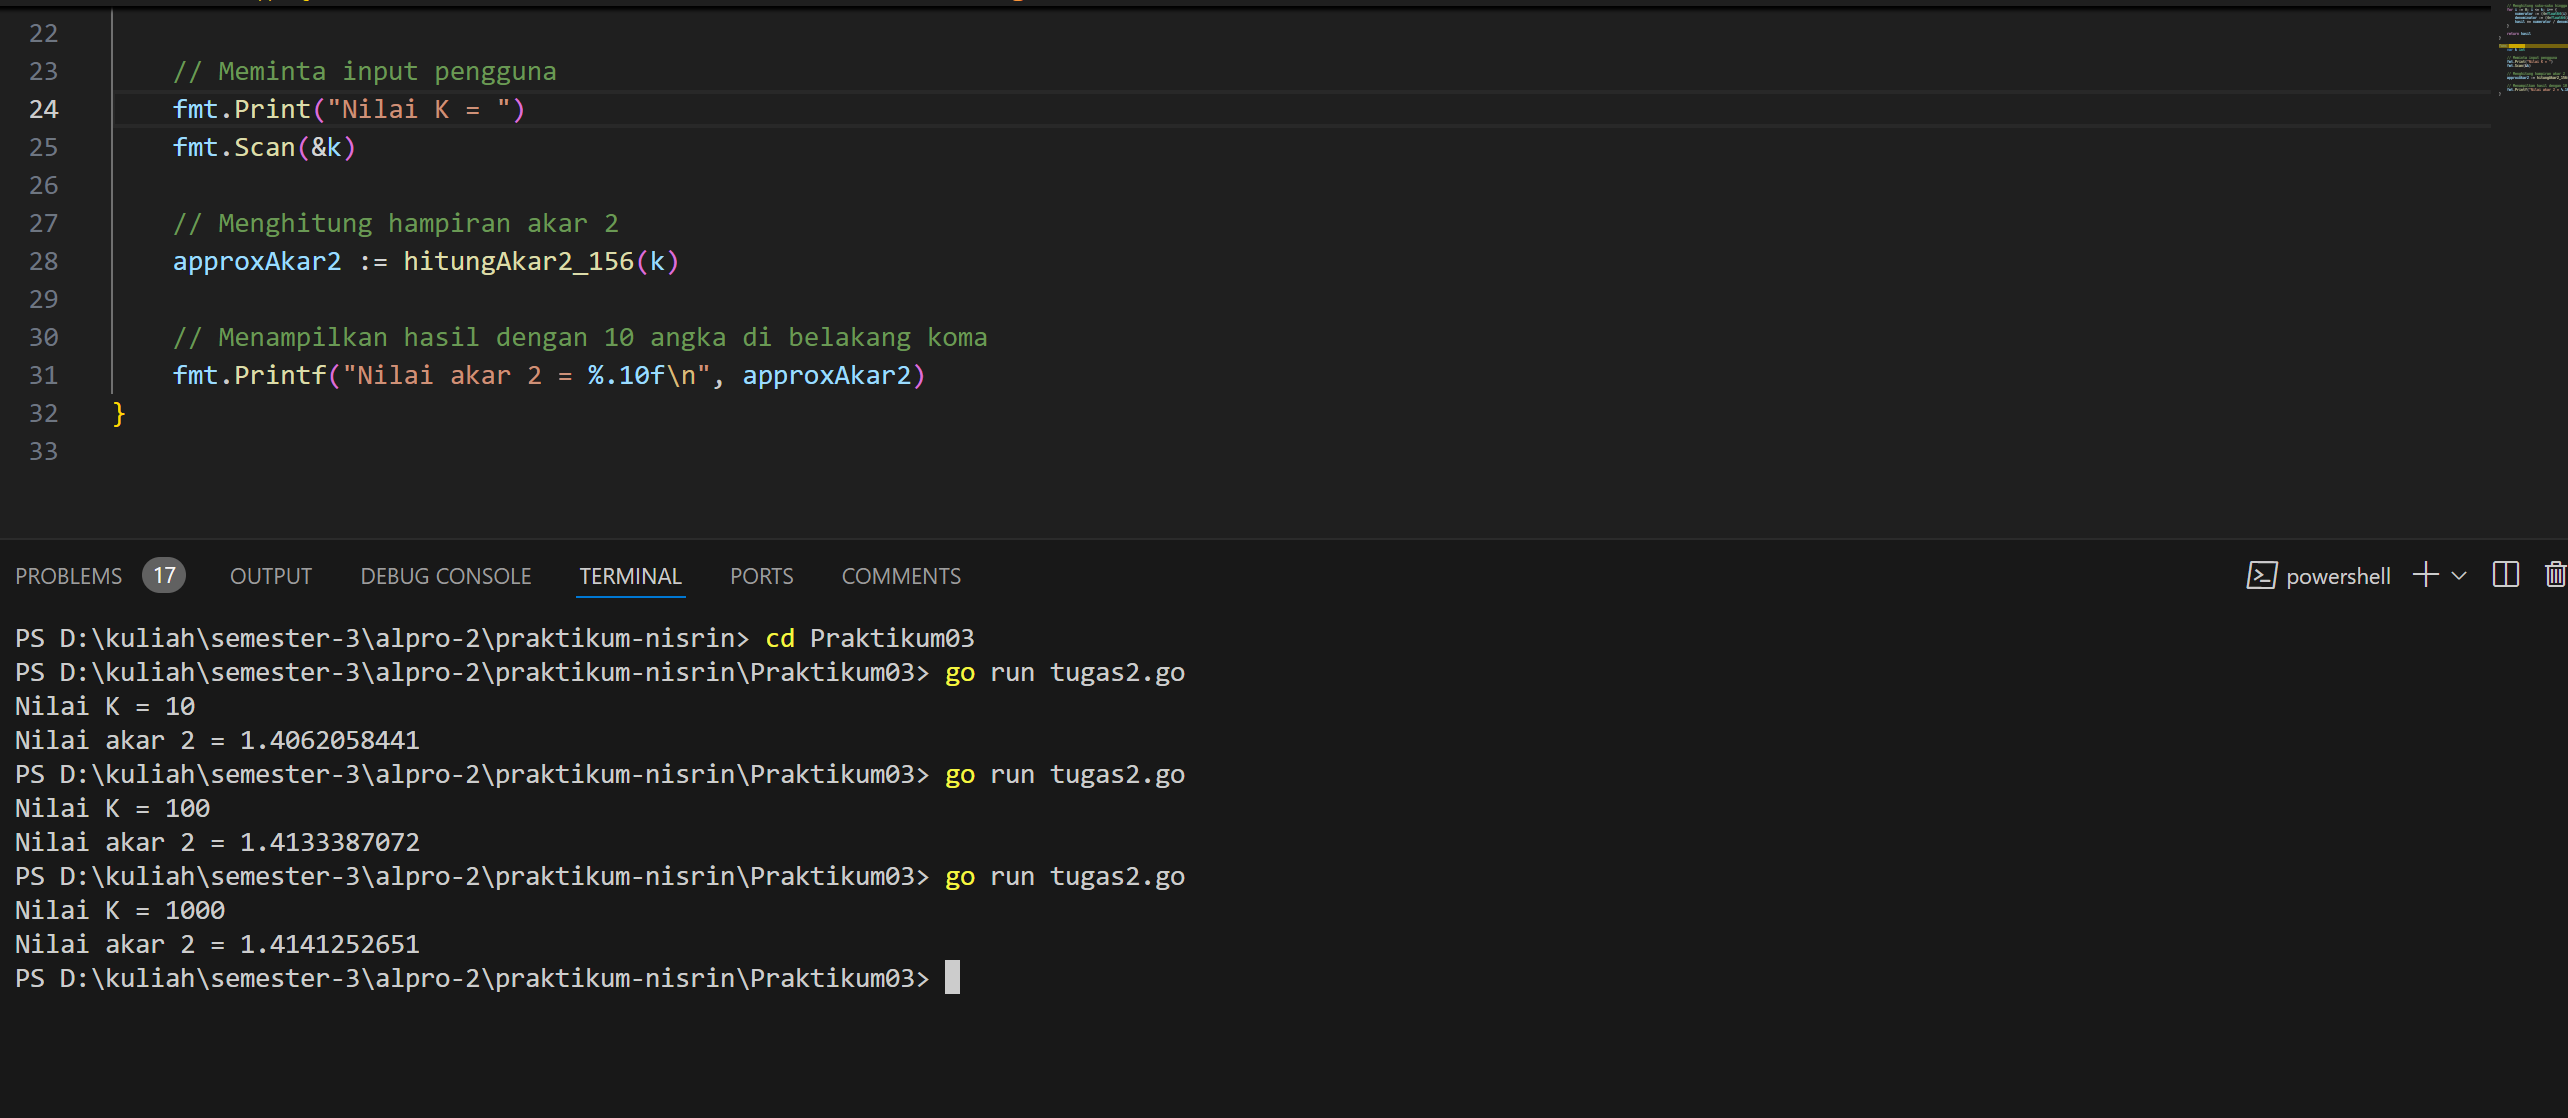 22
23 // Meminta input pengguna
24 fmt.Print("Nilai K = ")
25 fmt.Scan(&k)
26
27 // Menghitung hampiran akar 2
28 approxAkar2 := hitungAkar2_156(k)
29
30 // Menampilkan hasil dengan 10 angka di belakang koma
31 fmt.Printf("Nilai akar 2 = %.10f\n", approxAkar2)
32 }
33
PROBLEMS 17 OUTPUT DEBUG CONSOLE TERMINAL PORTS COMMENTS powershell
PS D:\kuliah\semester-3\alpro-2\praktikum-nisrin> cd Praktikum03
PS D:\kuliah\semester-3\alpro-2\praktikum-nisrin\Praktikum03> go run tugas2.go
Nilai K = 10
Nilai akar 2 = 1.4062058441
PS D:\kuliah\semester-3\alpro-2\praktikum-nisrin\Praktikum03> go run tugas2.go
Nilai K = 100
Nilai akar 2 = 1.4133387072
PS D:\kuliah\semester-3\alpro-2\praktikum-nisrin\Praktikum03> go run tugas2.go
Nilai K = 1000
Nilai akar 2 = 1.4141252651
PS D:\kuliah\semester-3\alpro-2\praktikum-nisrin\Praktikum03>